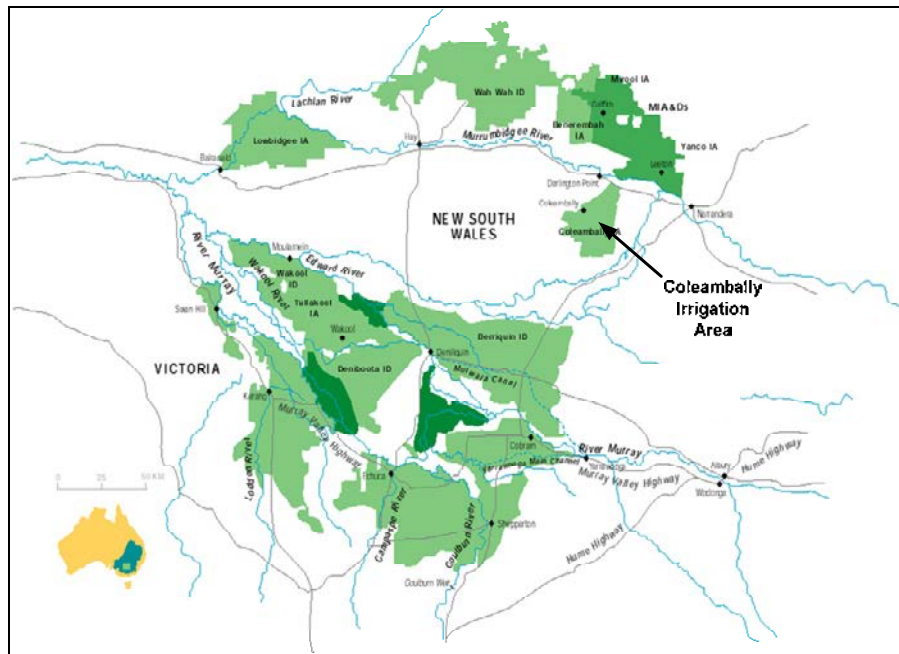 Mirool IA
Wah Wah ID
Griffith
MIA&Ds
Lachlan River
Benerembah
IA
Lowbidgee IA
Hay
Murrumbidgee River
Yanco IA
Leeton
Balranald
Darlington Point
Coleambally
Narrandera
NEW SOUTH
WALES
Coleambally IA
Moulamein
Edward River
River Murray
Wakool
ID
Wakool River
Coleambally
Irrigation
Area
Tullakool
IA
Swan Hill
Wakool
Berriquin ID
Deniliquin
VICTORIA
Deniboota ID
Mulwala Canal
Kerang
Murray Valley Highway
Cobram
River Murray
Yarrawonga Main Channel
Yarrawonga
Albury
Hume Highway
Loddon River
Echuca
Murray Valley Highway
Wodonga
0 25 50 KM
Campaspe River
Goulburn River
Shepparton
Hume Highway
Goulburn Weir